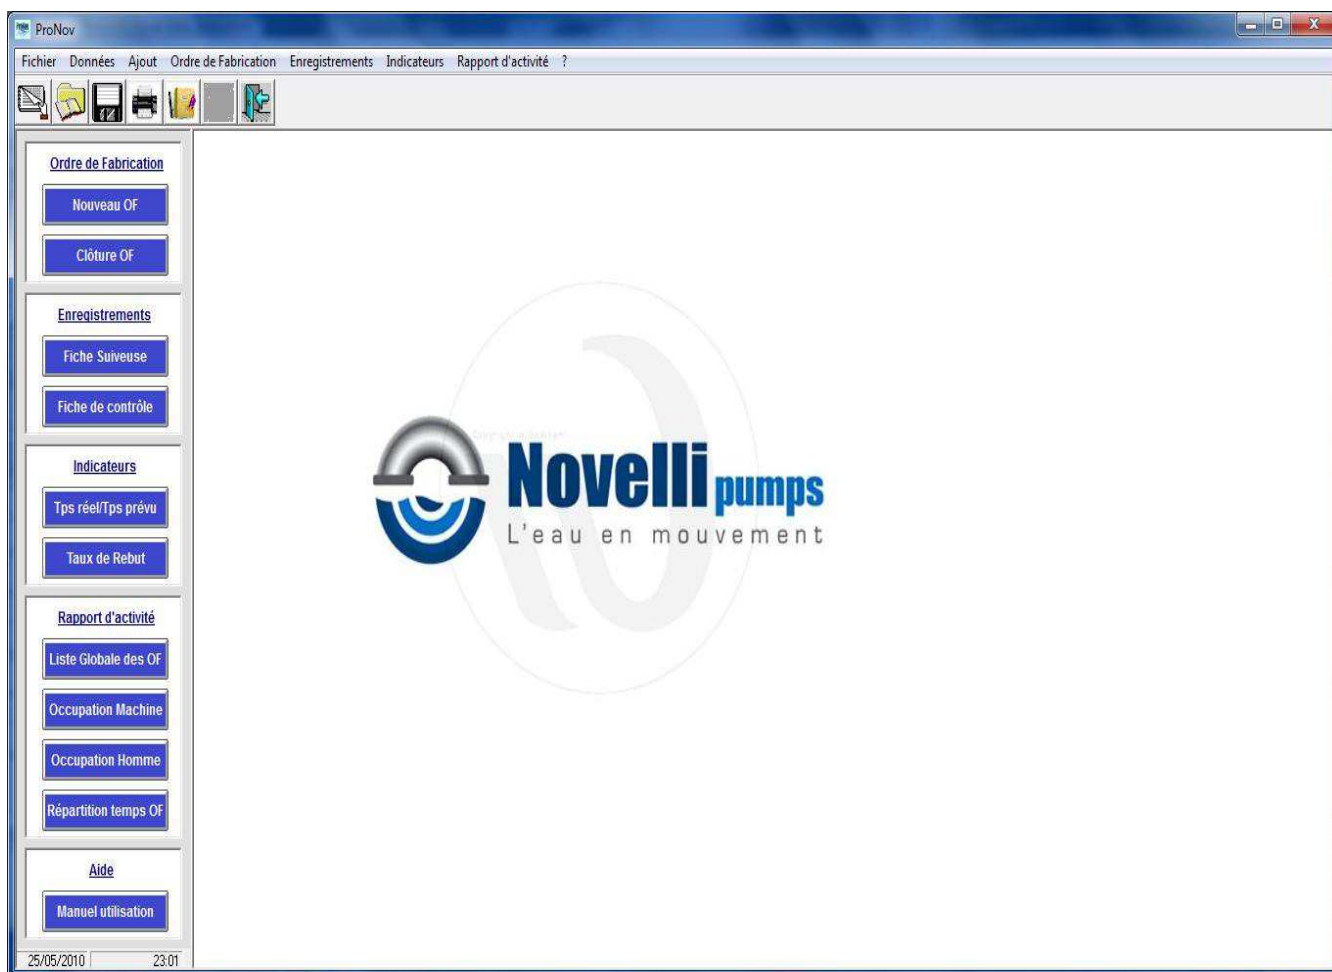 ProNov
Fichier Données Ajout Ordre de Fabrication Enregistrements Indicateurs Rapport d'activité ?
Ordre de Fabrication
Nouveau OF
Clôture OF
Enregistrements
Fiche Suiveuse
Fiche de contrôle
Indicateurs
Tps réel/Tps prévu
Taux de Rebut
Rapport d'activité
Liste Globale des OF
Occupation Machine
Occupation Homme
Répartition temps OF
Aide
Manuel utilisation
25/05/2010 23:01
Novelli pumps
L'eau en mouvement